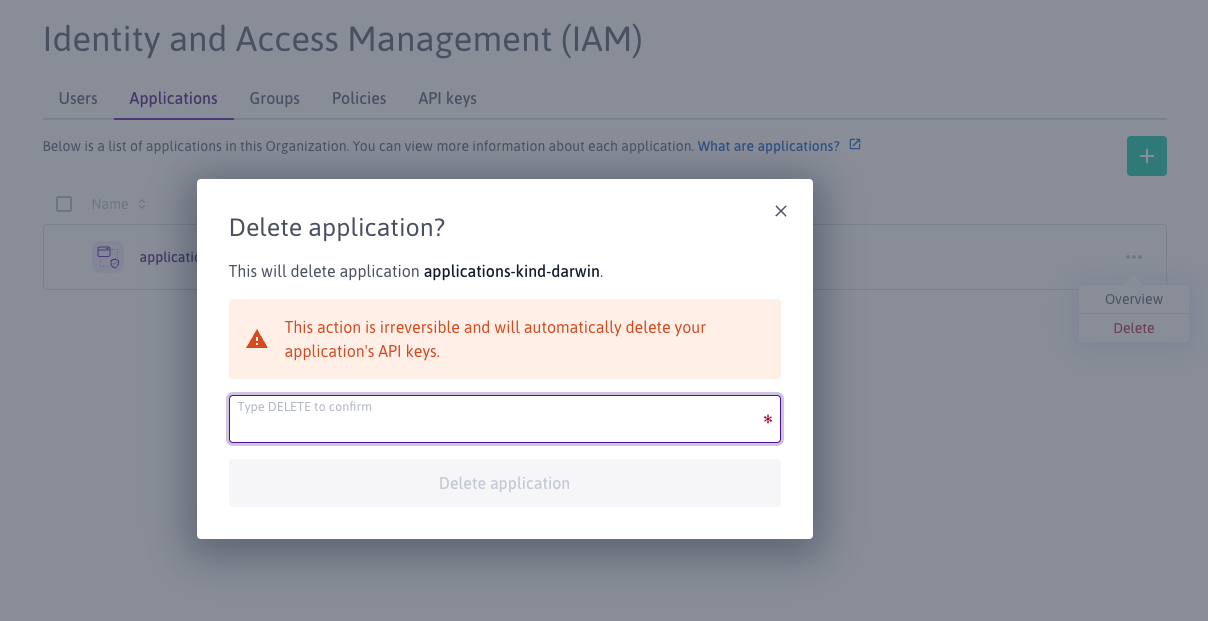 Identity and Access Management (IAM)
Users Applications Groups Policies API keys
Below is a list of applications in this Organization. You can view more information about each application. What are applications?
+
Name
Delete application?
This will delete application applications-kind-darwin.
This action is irreversible and will automatically delete your
application's API keys.
Type DELETE to confirm
*
Delete application
Overview
Delete